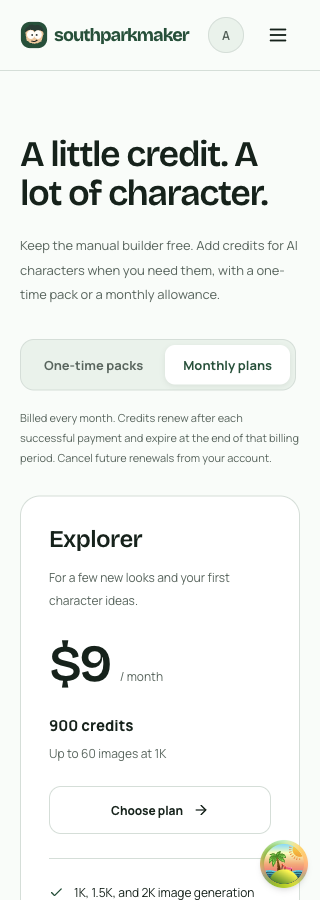 southparkmaker
A
A little credit. A
lot of character.
Keep the manual builder free. Add credits for AI
characters when you need them, with a one-
time pack or a monthly allowance.
One-time packs
Monthly plans
Billed every month. Credits renew after each
successful payment and expire at the end of that billing
period. Cancel future renewals from your account.
Explorer
For a few new looks and your first
character ideas.
$9 / month
900 credits
Up to 60 images at 1K
Choose plan
1K, 1.5K, and 2K image generation